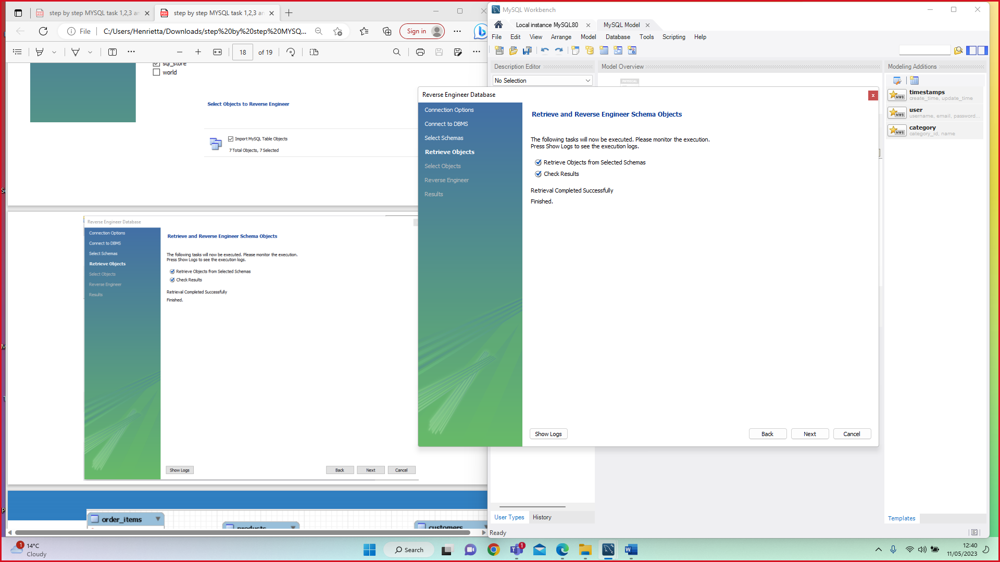 step by step MYSQL task 1,2,3 an
step by step MYSQL task 1,2,3 an
File
C:/Users/Henrietta/Downloads/step%20by%20step%20MYSQ...
Sign in
18
of 19
sql_store
world
Select Objects to Reverse Engineer
Import MySQL Table Objects
7 Total Objects, 7 Selected
Reverse Engineer Database
Connection Options
Connect to DBMS
Select Schemas
Retrieve Objects
Select Objects
Reverse Engineer
Results
Retrieve and Reverse Engineer Schema Objects
The following tasks will now be executed. Please monitor the execution.
Press Show Logs to see the execution logs.
Retrieve Objects from Selected Schemas
Check Results
Retrieval Completed Successfully
Finished.
Show Logs
Back
Next
Cancel
order_items
products
customers
MySQL Workbench
Local instance MySQL80
MySQL Model
File
Edit
View
Arrange
Model
Database
Tools
Scripting
Help
Description Editor
No Selection
Model Overview
PHYSICAL
Modeling Additions
timestamps
create_time, update_time
user
username, email, password...
category
category_id, name
Reverse Engineer Database
Connection Options
Connect to DBMS
Select Schemas
Retrieve Objects
Select Objects
Reverse Engineer
Results
Retrieve and Reverse Engineer Schema Objects
The following tasks will now be executed. Please monitor the execution.
Press Show Logs to see the execution logs.
Retrieve Objects from Selected Schemas
Check Results
Retrieval Completed Successfully
Finished.
Show Logs
Back
Next
Cancel
User Types
History
Templates
Ready
1
14°C
Cloudy
Search
1
12:40
11/05/2023